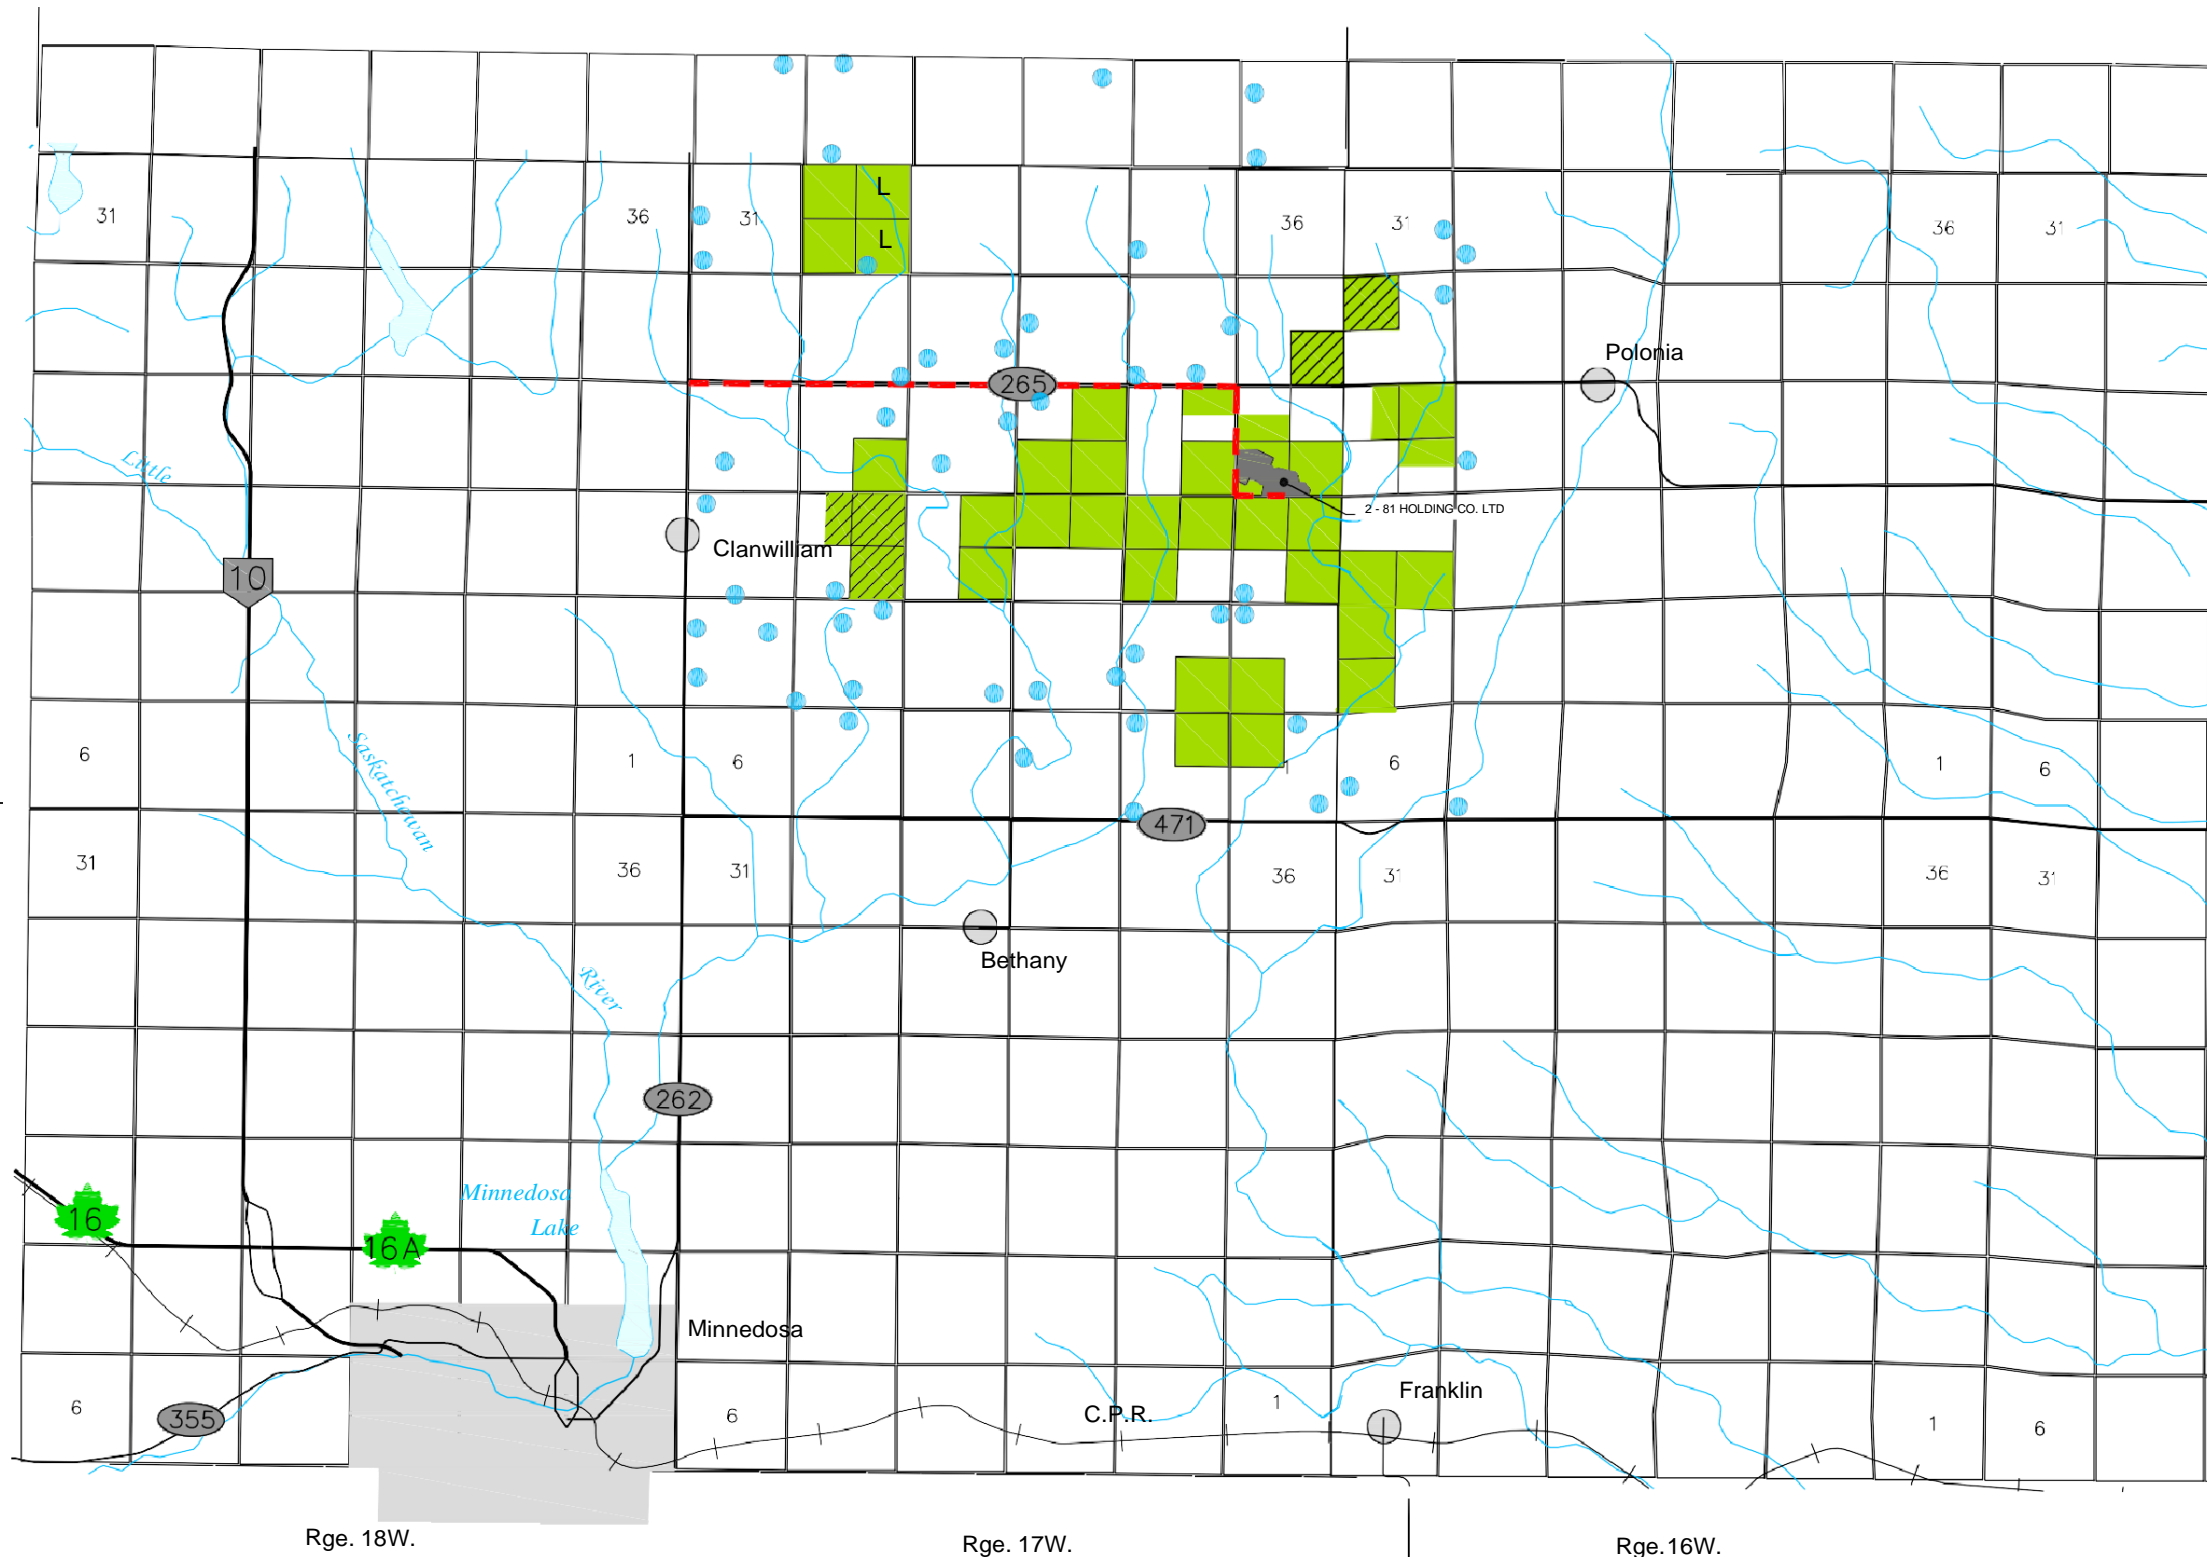 L
31
36
31
36
31
36
31
L
Polonia
265
Little
2 - 81 HOLDING CO. LTD
Clanwilliam
10
Saskatchewan
6
1
6
1
6
1
6
471
31
36
31
36
31
36
31
Bethany
River
262
Minnedosa
Lake
16
16A
Minnedosa
Franklin
6
355
6
C.P.R.
1
1
6
Rge. 18W.
Rge. 17W.
Rge.16W.